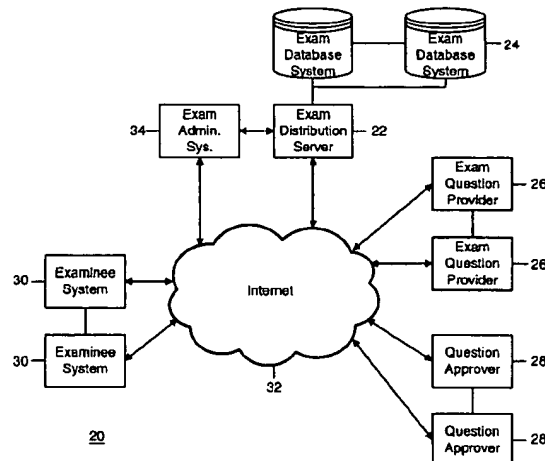 Exam
Database
System
Exam
Database
System
24
34
Exam
Admin.
Sys.
Exam
Distribution
Server
22
Exam
Question
Provider
26
Exam
Question
Provider
26
30
Examinee
System
Internet
30
Examinee
System
32
Question
Approver
28
Question
Approver
28
20